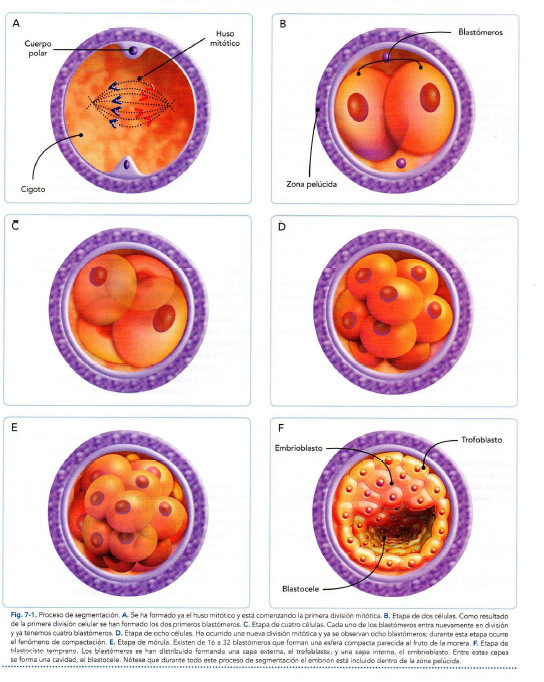 A
Cuerpo
polar
Huso
mitótico
Cigoto
B
Blastómeros
Zona pelúcida
C
D
E
F
Embrioblasto
Trofoblasto
Blastocele
Fig. 7-1. Proceso de segmentación. A. Se ha formado ya el huso mitótico y está comenzando la primera división mitótica. B. Etapa de dos células. Como resultado
de la primera división celular se han formado los dos primeros blastómeros. C. Etapa de cuatro células. Cada uno de los blastómeros entra nuevamente en división
y ya tenemos cuatro blastómeros. D. Etapa de ocho células. Ha ocurrido una nueva división mitótica y ya se observan ocho blastómeros; durante esta etapa ocurre
el fenómeno de compactación. E. Etapa de mórula. Existen de 16 a 32 blastómeros que forman una esfera compacta parecida el fruto de la morera. F. Etapa de
blastocisto temprano. Los blastómeros se han distribuido formando una capa externa, el trofoblasto, y una capa interna, el embrioblasto. Entre estas capas
se forma una cavidad, el blastocele. Nótese que durante todo este proceso de segmentación el embrión está incluido dentro de la zona pelúcida.